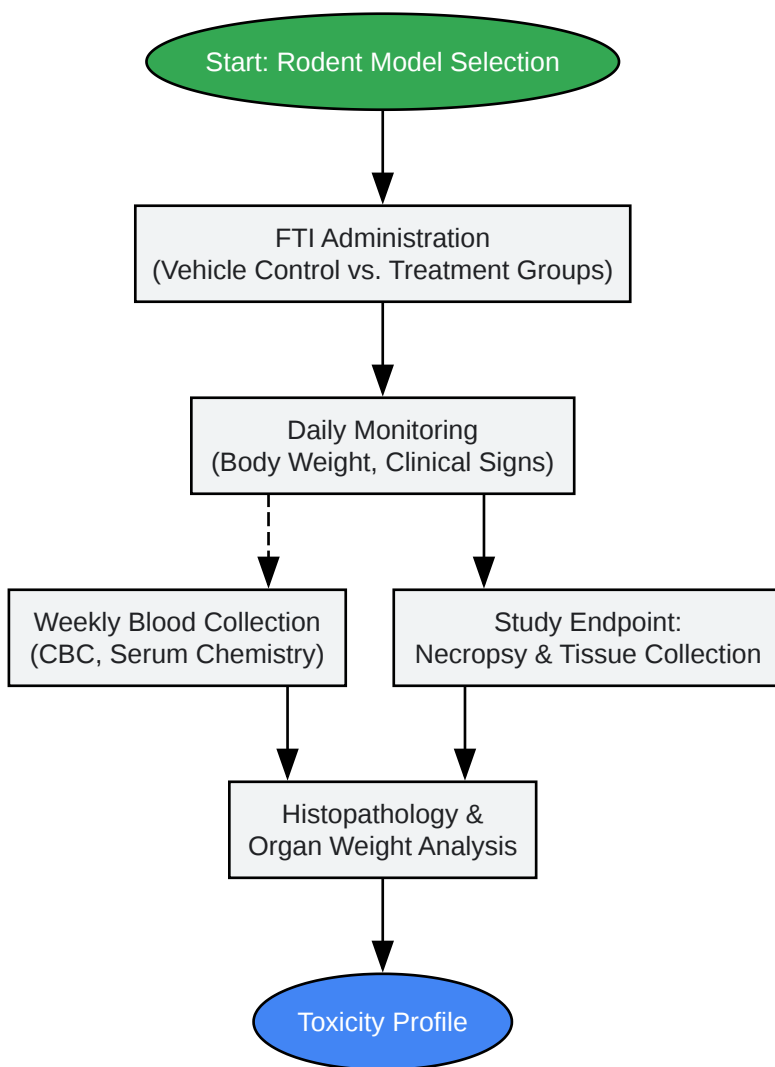 Start: Rodent Model Selection
FTI Administration
(Vehicle Control vs. Treatment Groups)
Daily Monitoring
(Body Weight, Clinical Signs)
Weekly Blood Collection
(CBC, Serum Chemistry)
Study Endpoint:
Necropsy & Tissue Collection
Histopathology &
Organ Weight Analysis
Toxicity Profile